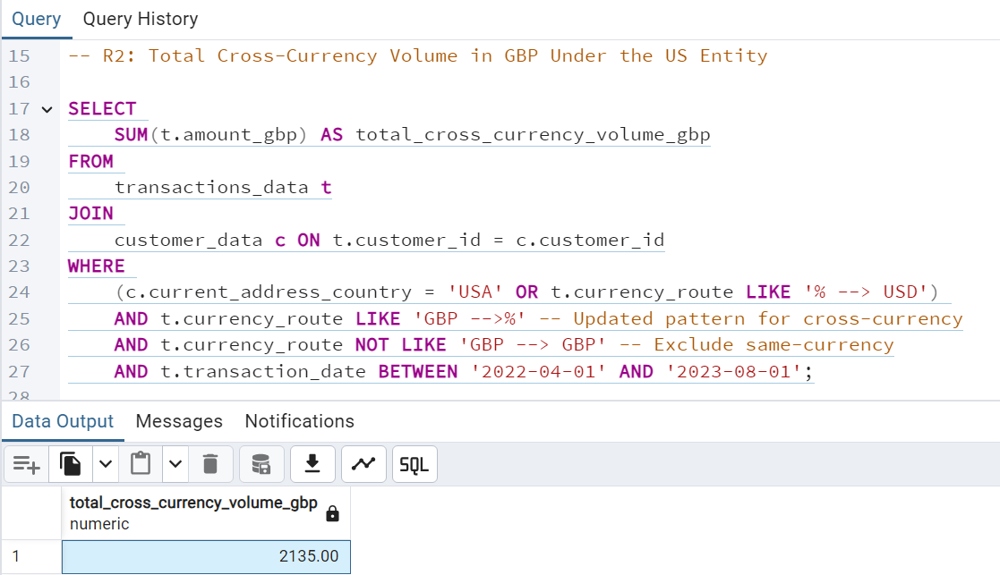 Query Query History
15 -- R2: Total Cross-Currency Volume in GBP Under the US Entity
16
17 SELECT
18 SUM(t.amount_gbp) AS total_cross_currency_volume_gbp
19 FROM
20 transactions_data t
21 JOIN
22 customer_data c ON t.customer_id = c.customer_id
23 WHERE
24 (c.current_address_country = 'USA' OR t.currency_route LIKE '% --> USD')
25 AND t.currency_route LIKE 'GBP -->%' -- Updated pattern for cross-currency
26 AND t.currency_route NOT LIKE 'GBP --> GBP' -- Exclude same-currency
27 AND t.transaction_date BETWEEN '2022-04-01' AND '2023-08-01';
28
Data Output Messages Notifications
SQL
total_cross_currency_volume_gbp
numeric
1 2135.00